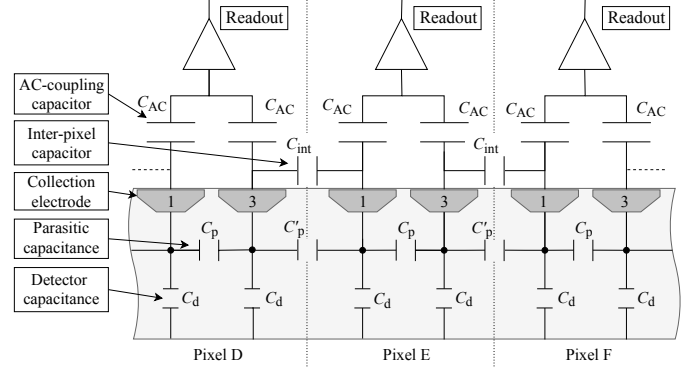 Readout
Readout
Readout
AC-coupling
capacitor
C_AC
C_AC
C_AC
C_AC
C_AC
C_AC
Inter-pixel
capacitor
C_int
C_int
Collection
electrode
1
3
1
3
1
3
Parasitic
capacitance
C_p
C'_p
C_p
C'_p
C_p
Detector
capacitance
C_d
C_d
C_d
C_d
C_d
C_d
Pixel D
Pixel E
Pixel F